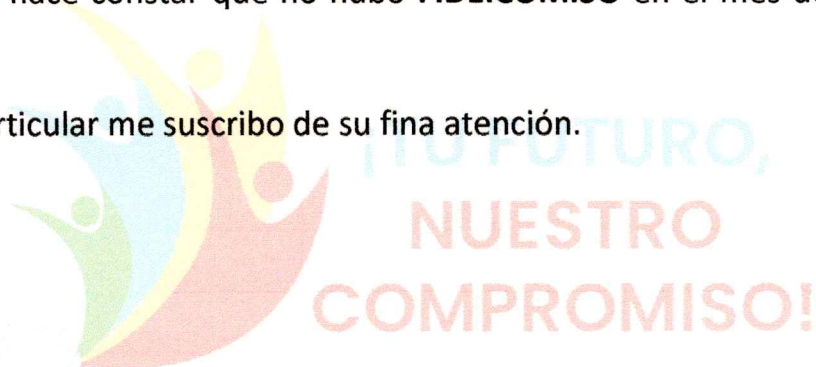 hace constar que no hubo FIDEICOMISO en el mes
rticular me suscribo de su fina atención.
¡TU FUTURO,
NUESTRO
COMPROMISO!